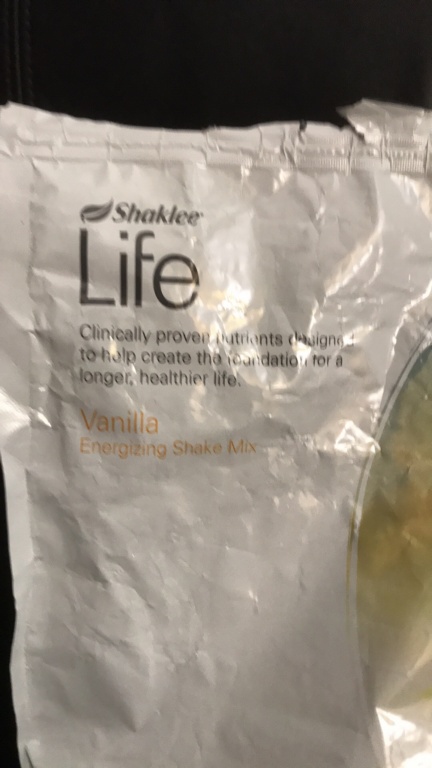 Shaklee
Life
Clinically proven nutrients designed
to help create the foundation for a
longer, healthier life.
Vanilla
Energizing Shake Mix